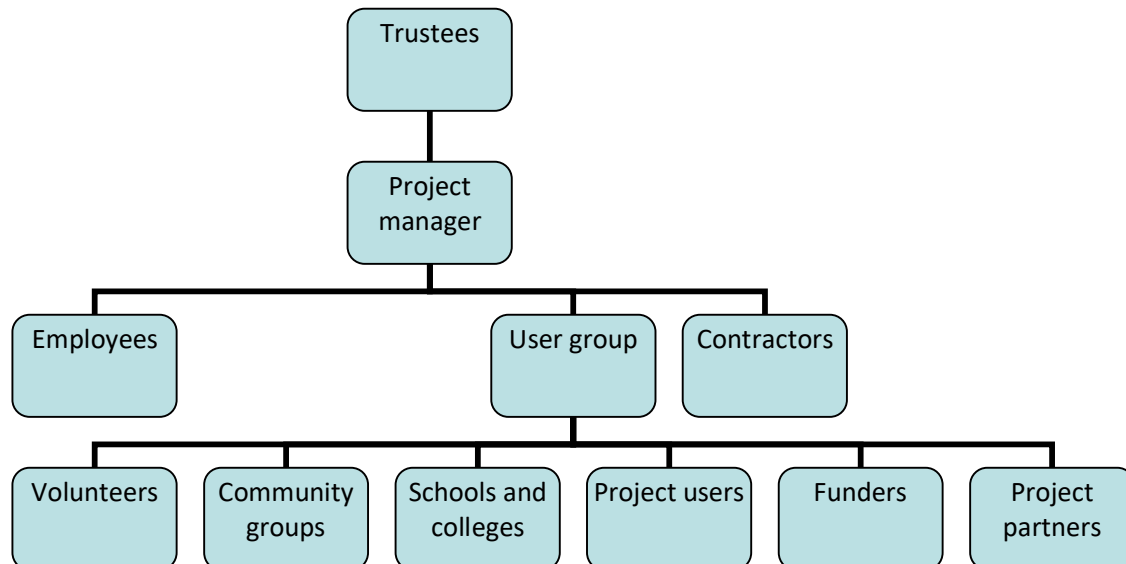 Trustees
Project
manager
Employees
User group
Contractors
Volunteers
Community
groups
Schools and
colleges
Project users
Funders
Project
partners